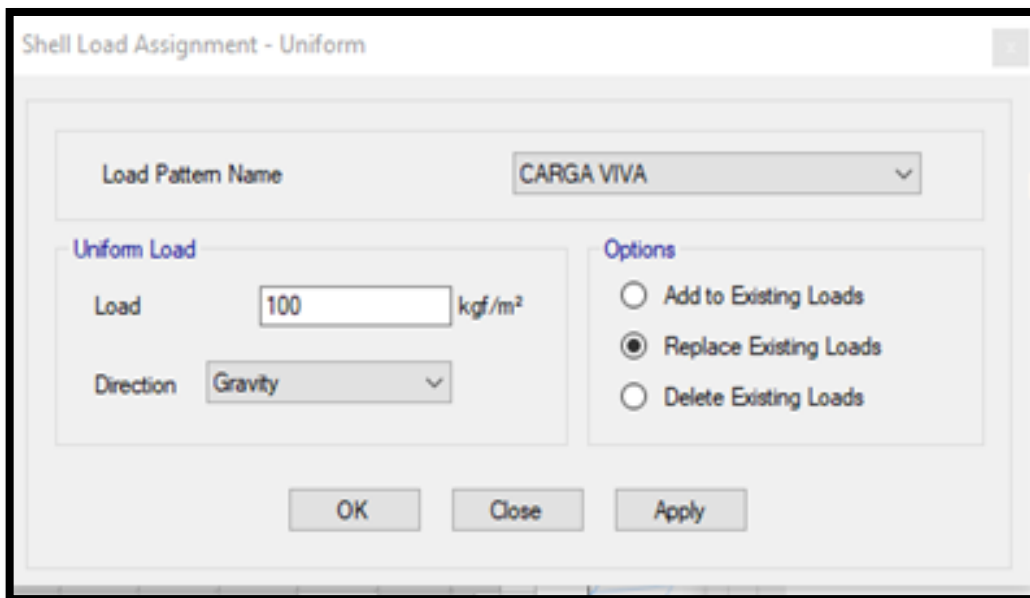 Shell Load Assignment - Uniform
Load Pattern Name
CARGA VIVA
Uniform Load
Load
100
kgf/m²
Direction
Gravity
Options
Add to Existing Loads
Replace Existing Loads
Delete Existing Loads
OK
Close
Apply